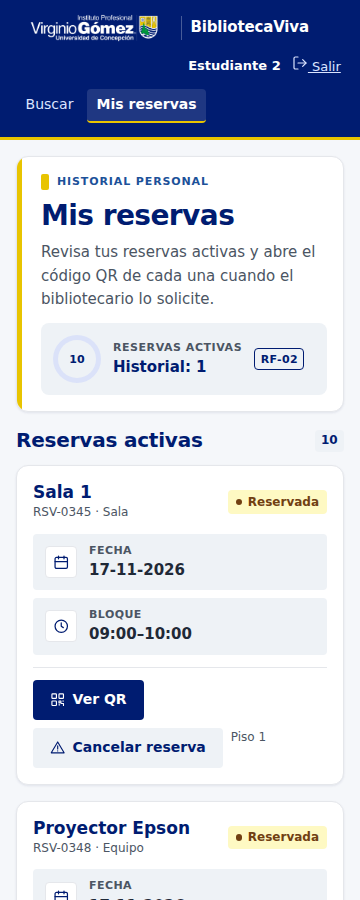 Instituto Profesional
VirginioGómez
Universidad de Concepción
BibliotecaViva
Estudiante 2
Salir
Buscar
Mis reservas
HISTORIAL PERSONAL
Mis reservas
Revisa tus reservas activas y abre el
código QR de cada una cuando el
bibliotecario lo solicite.
10
RESERVAS ACTIVAS
Historial: 1
RF-02
Reservas activas
10
Sala 1
RSV-0345 · Sala
Reservada
FECHA
17-11-2026
BLOQUE
09:00–10:00
Ver QR
Cancelar reserva
Piso 1
Proyector Epson
RSV-0348 · Equipo
Reservada
FECHA